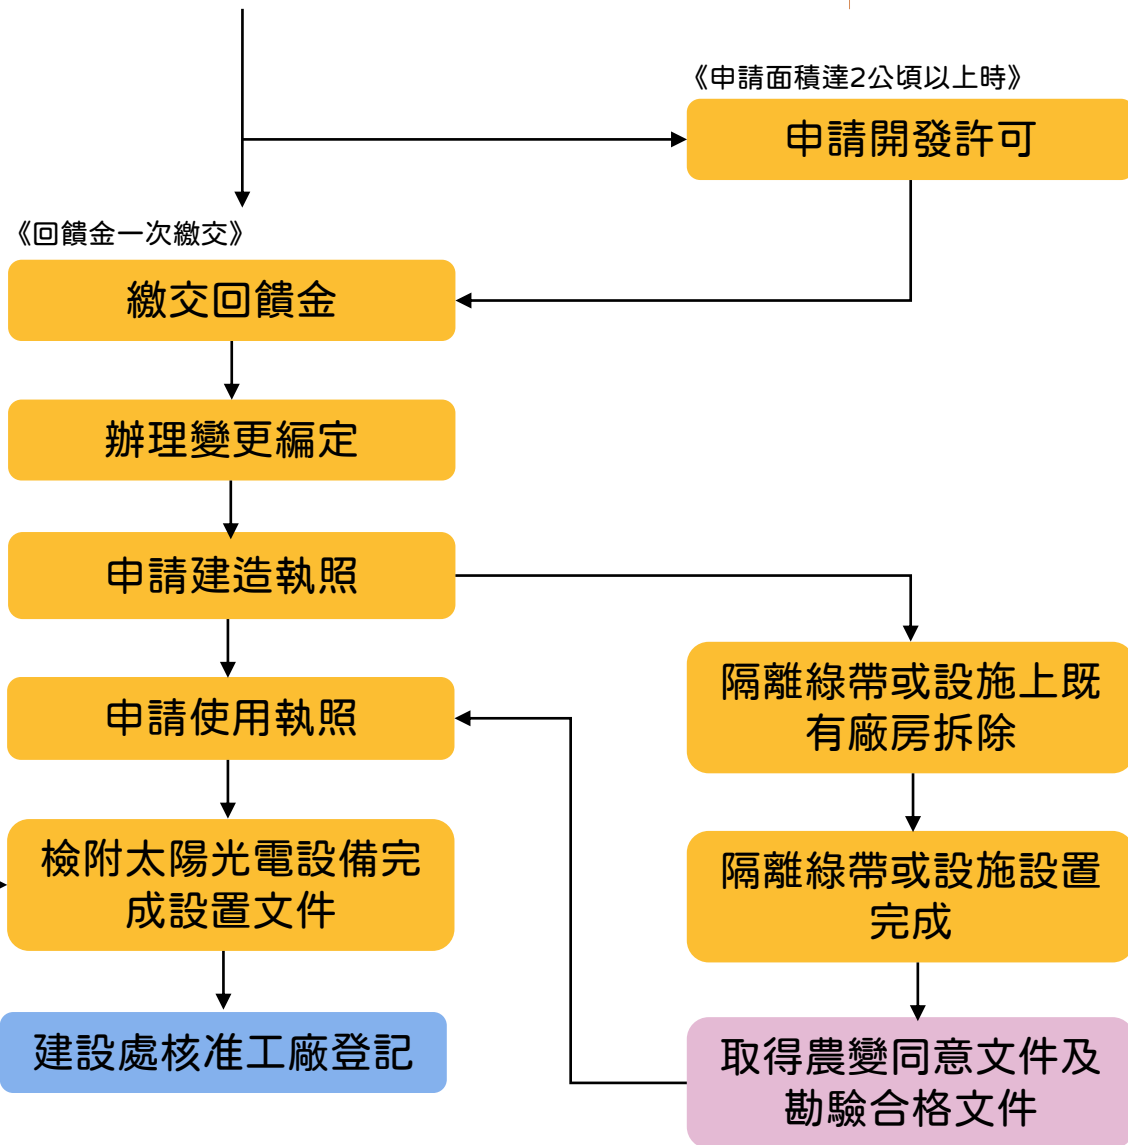 《申請面積達2公頃以上時》
申請開發許可
《回饋金一次繳交》
繳交回饋金
辦理變更編定
申請建造執照
隔離綠帶或設施上既
有廠房拆除
申請使用執照
檢附太陽光電設備完
成設置文件
隔離綠帶或設施設置
完成
建設處核准工廠登記
取得農變同意文件及
勘驗合格文件